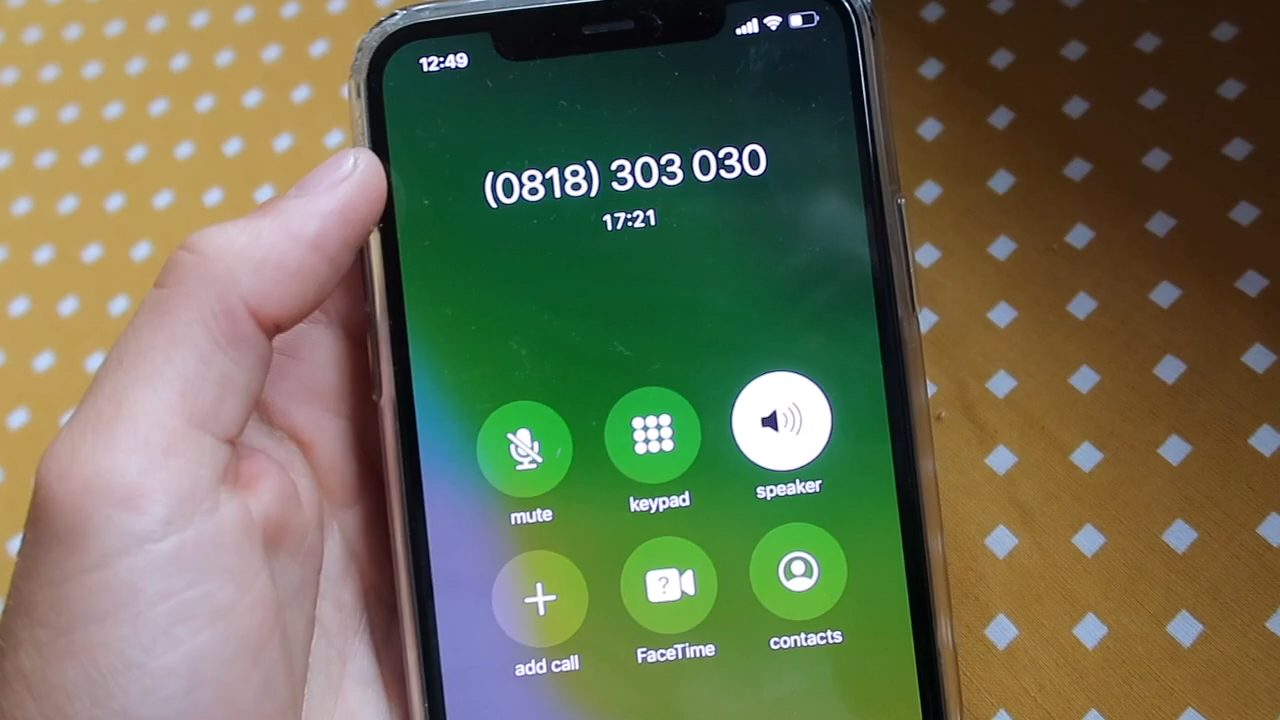 12:49
(0818) 303 030
17:21
mute
keypad
speaker
?
add call
FaceTime
contacts